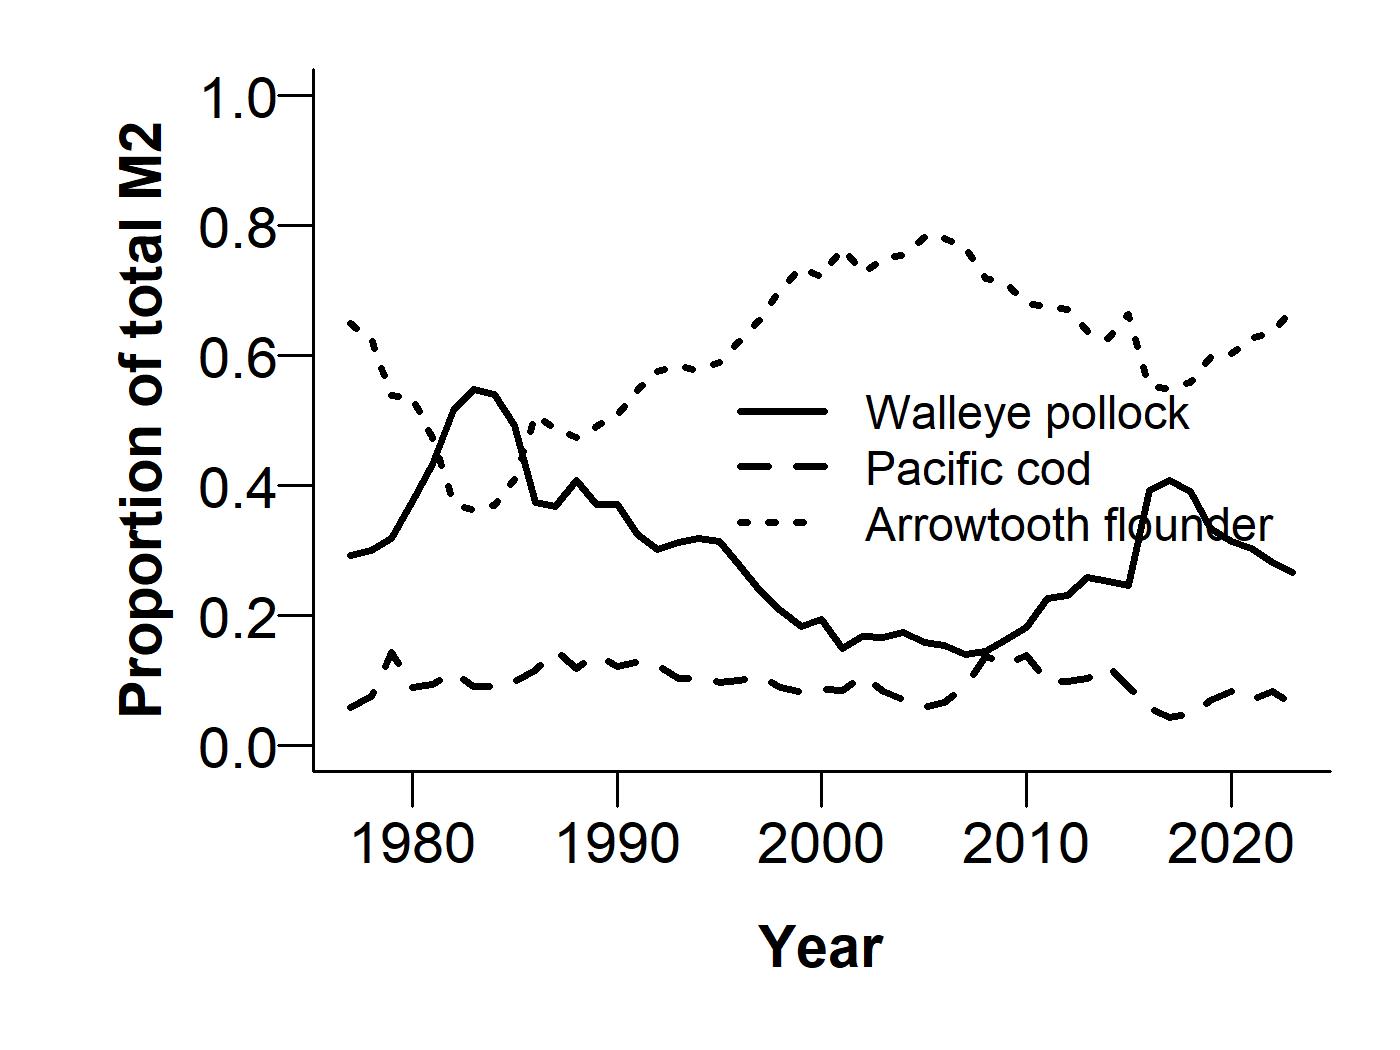 Proportion of total M2
1.0
0.8
0.6
0.4
0.2
0.0
Walleye pollock
Pacific cod
Arrowtooth flounder
1980 1990 2000 2010 2020
Year